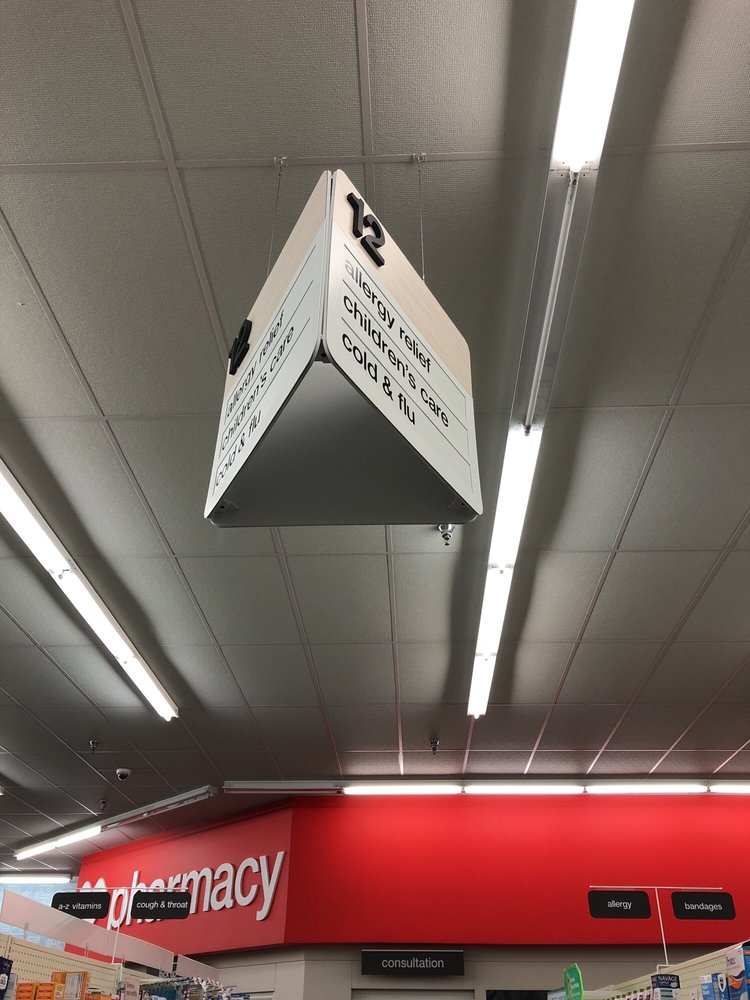 12
allergy relief
children's care
cold & flu
12
allergy relief
children's care
cold & flu
pharmacy
a-z vitamins
cough & throat
allergy
bandages
consultation
NAVAGE